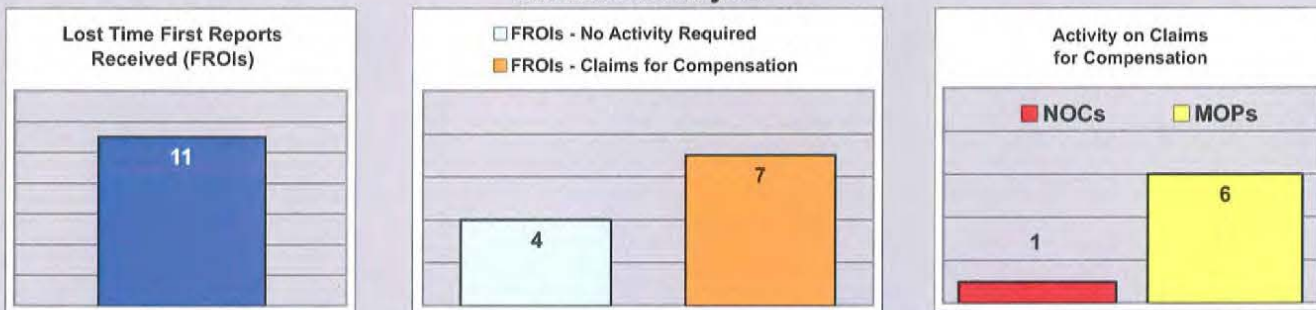 Lost Time First Reports
Received (FROIs)
11
FROIs - No Activity Required
FROIs - Claims for Compensation
4
7
Activity on Claims
for Compensation
NOCs MOPs
1
6